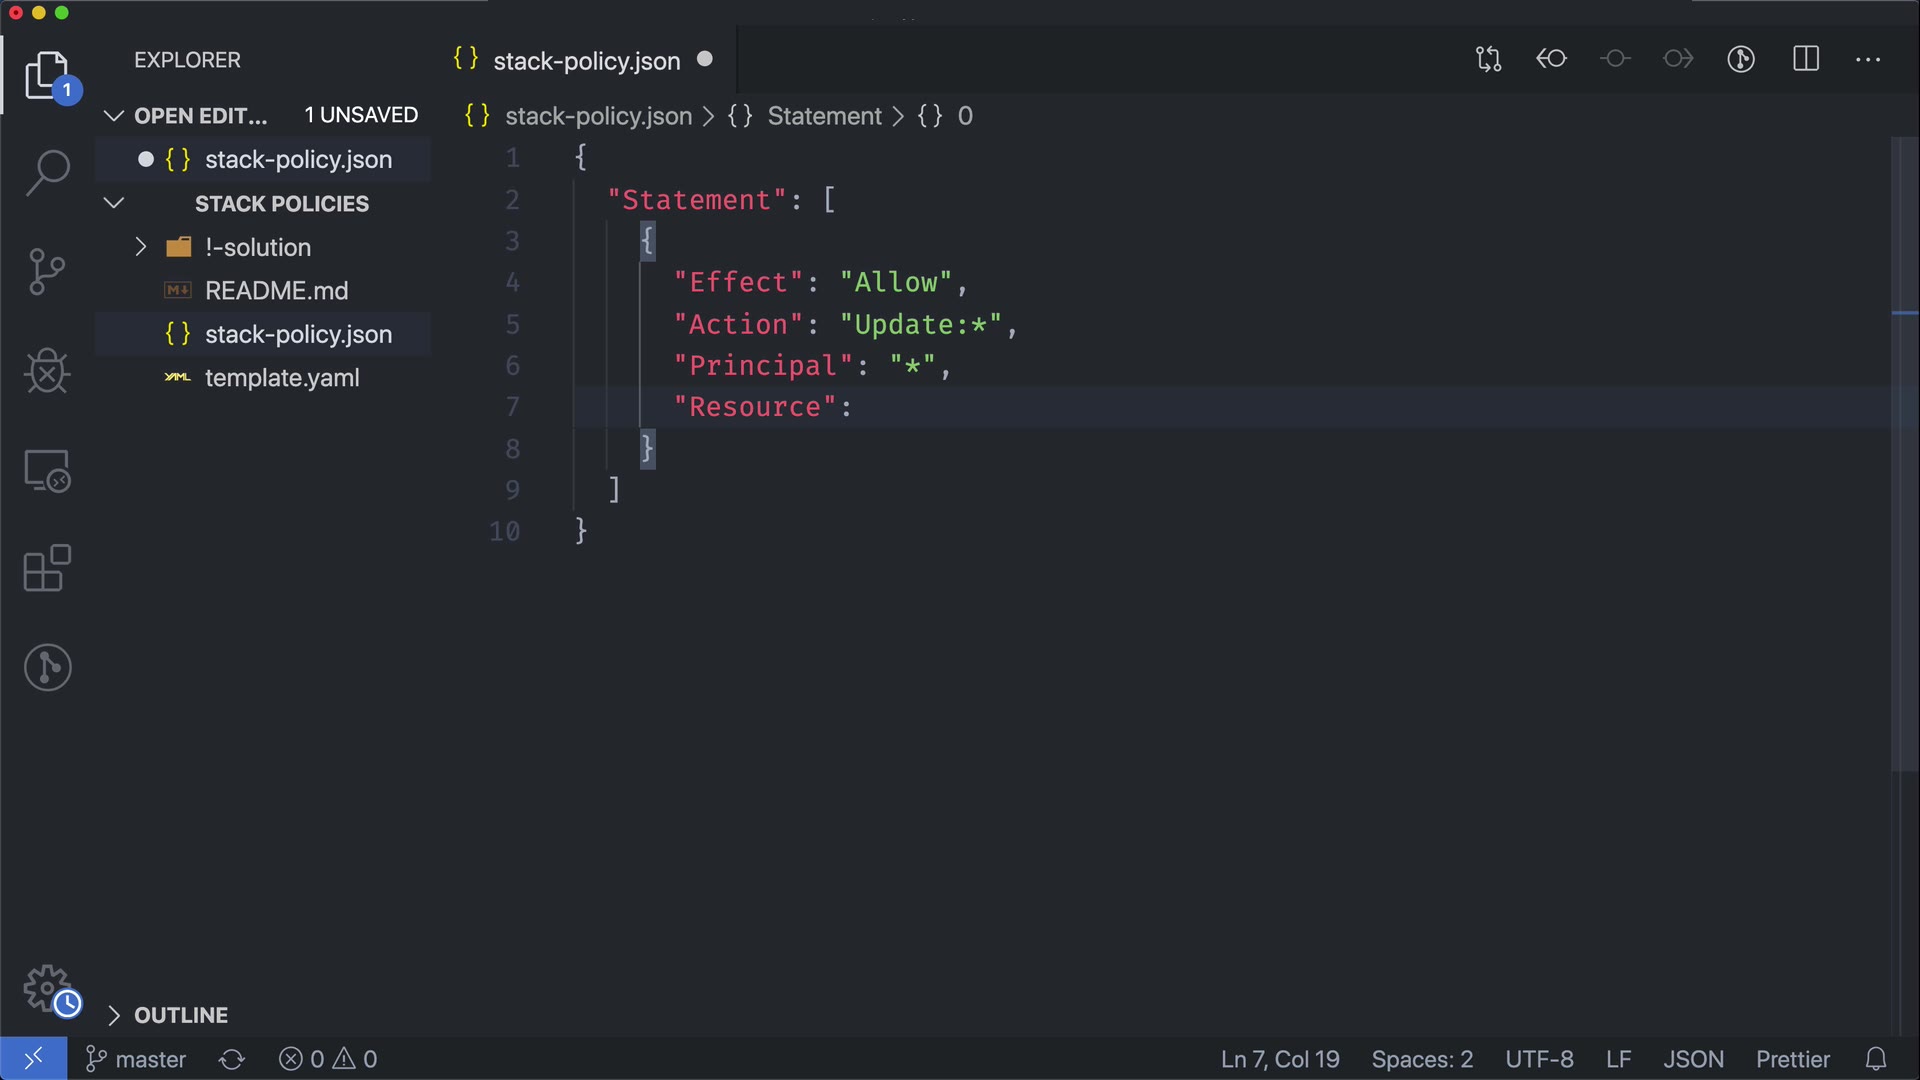 EXPLORER
OPEN EDIT... 1 UNSAVED
{} stack-policy.json
STACK POLICIES
!-solution
README.md
{} stack-policy.json
YAML template.yaml
OUTLINE
1
{} stack-policy.json
{} stack-policy.json > {} Statement > {} 0
1 {
2 "Statement": [
3 {
4 "Effect": "Allow",
5 "Action": "Update:*",
6 "Principal": "*",
7 "Resource":
8 }
9 ]
10 }
master 0 0 Ln 7, Col 19 Spaces: 2 UTF-8 LF JSON Prettier